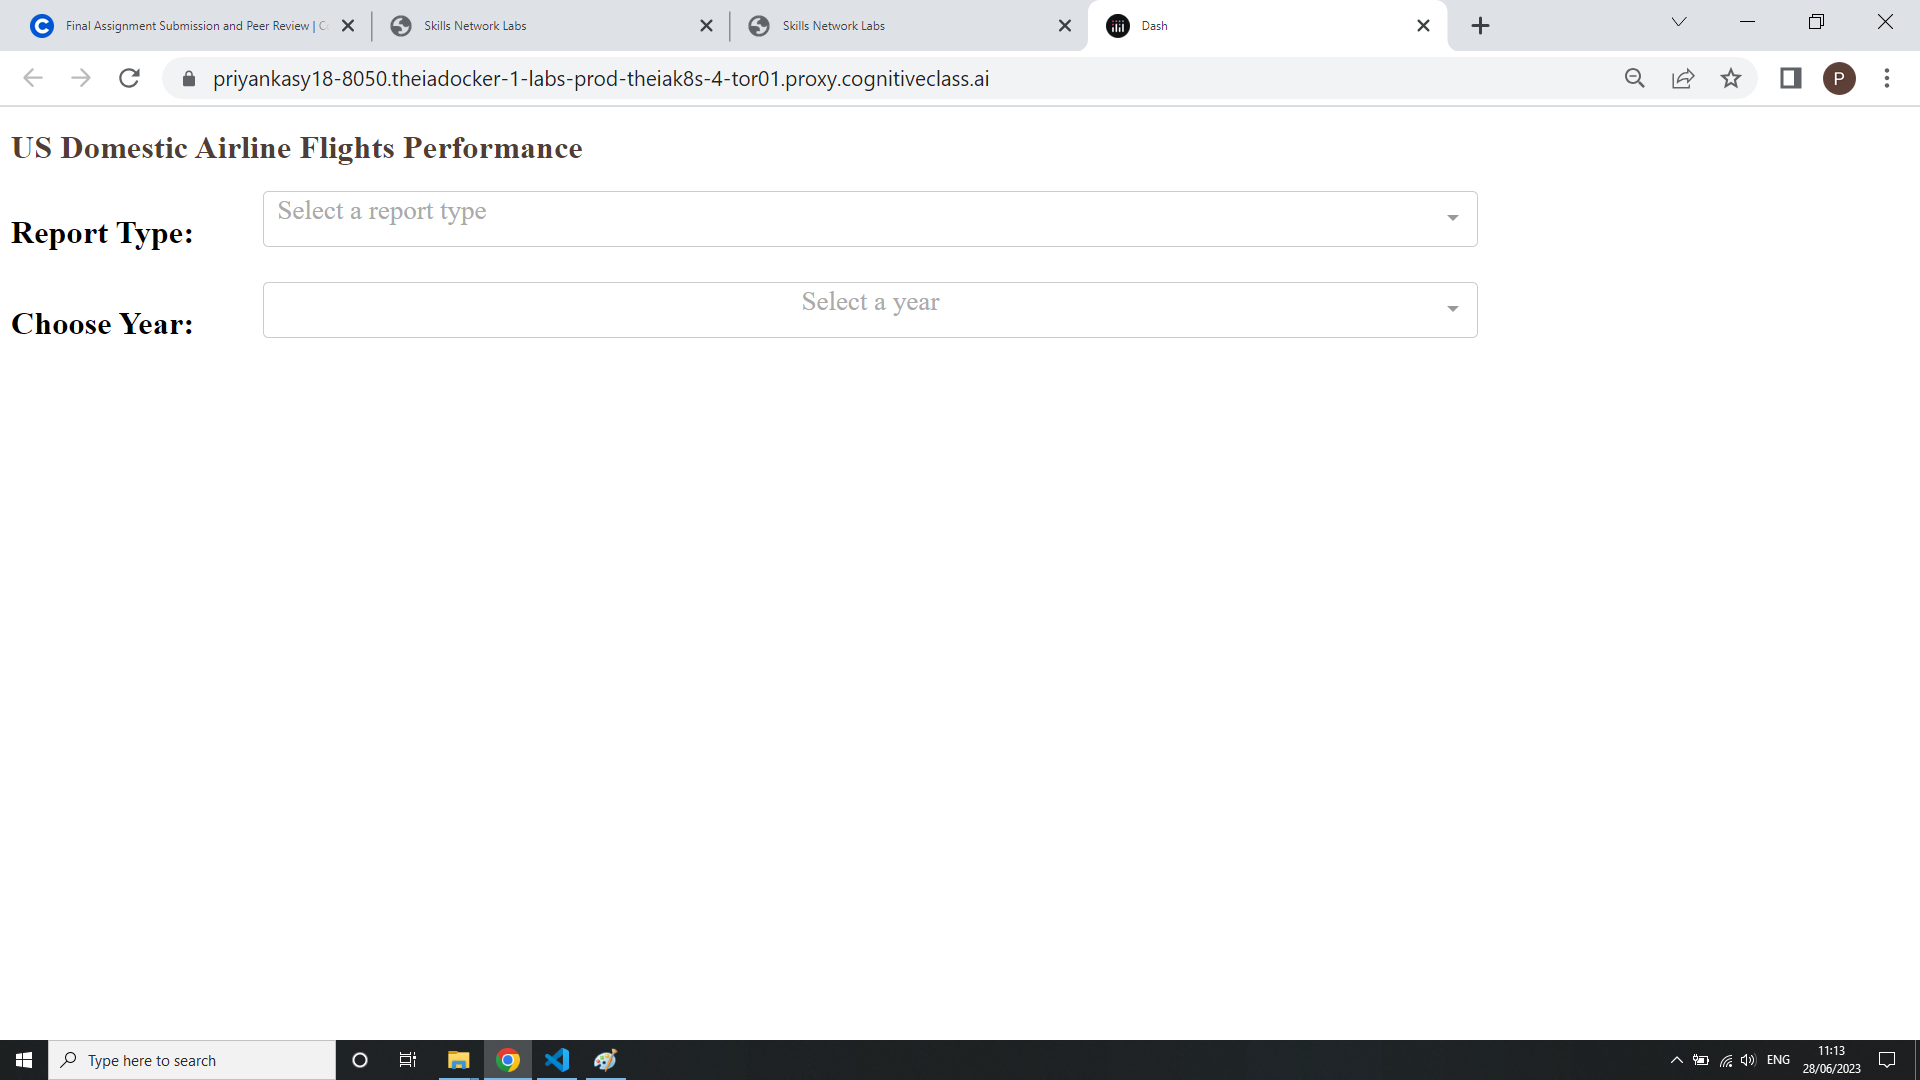 Final Assignment Submission and Peer Review | Co
Skills Network Labs
Skills Network Labs
Dash
priyankasy18-8050.theiadocker-1-labs-prod-theiak8s-4-tor01.proxy.cognitiveclass.ai
P
US Domestic Airline Flights Performance
Report Type:
Select a report type
Choose Year:
Select a year
Type here to search
ENG
11:13
28/06/2023